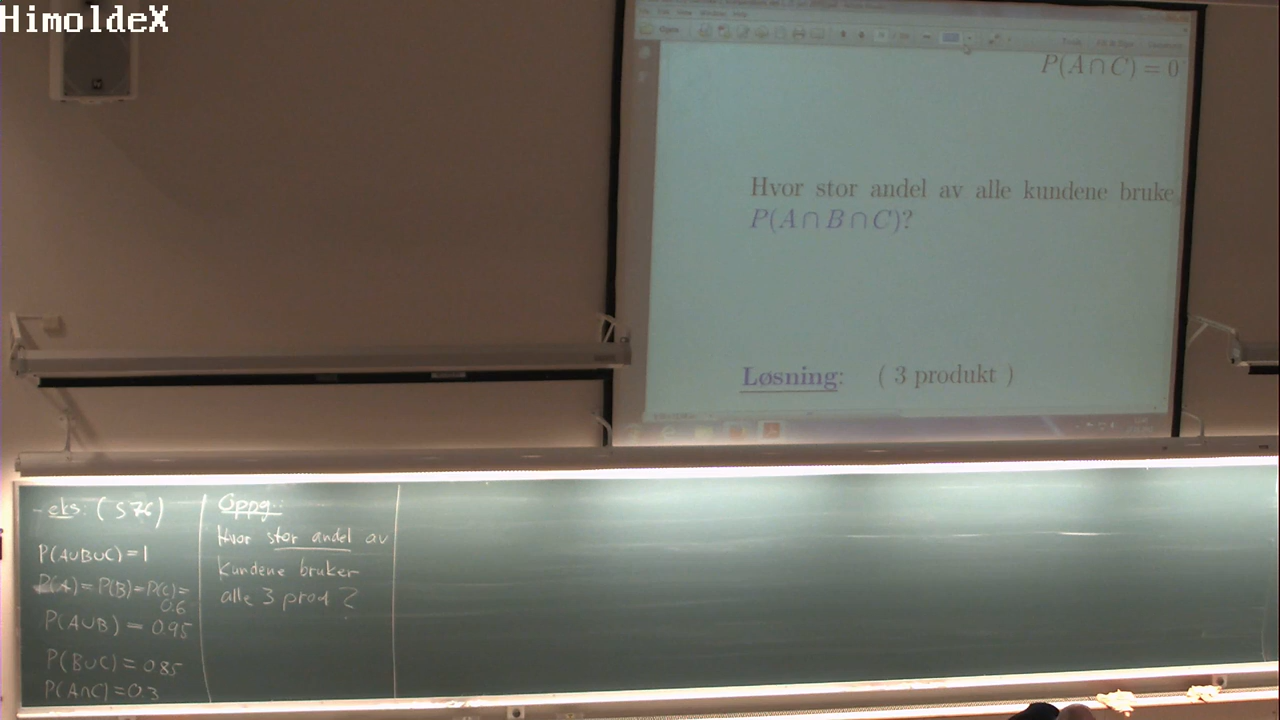 HimoldeX
P(A∩C) = 0
Hvor stor andel av alle kundene bruke
P(A∩B∩C)?
Løsning: ( 3 produkt )
eks: (S76)
P(A∪B∪C)=1
P(A)=P(B)=P(C)=
0.6
P(A∪B) = 0.95
P(B∪C) = 0.85
P(A∩C)=0.3
Oppg.:
Hvor stor andel av
kundene bruker
alle 3 prod ?